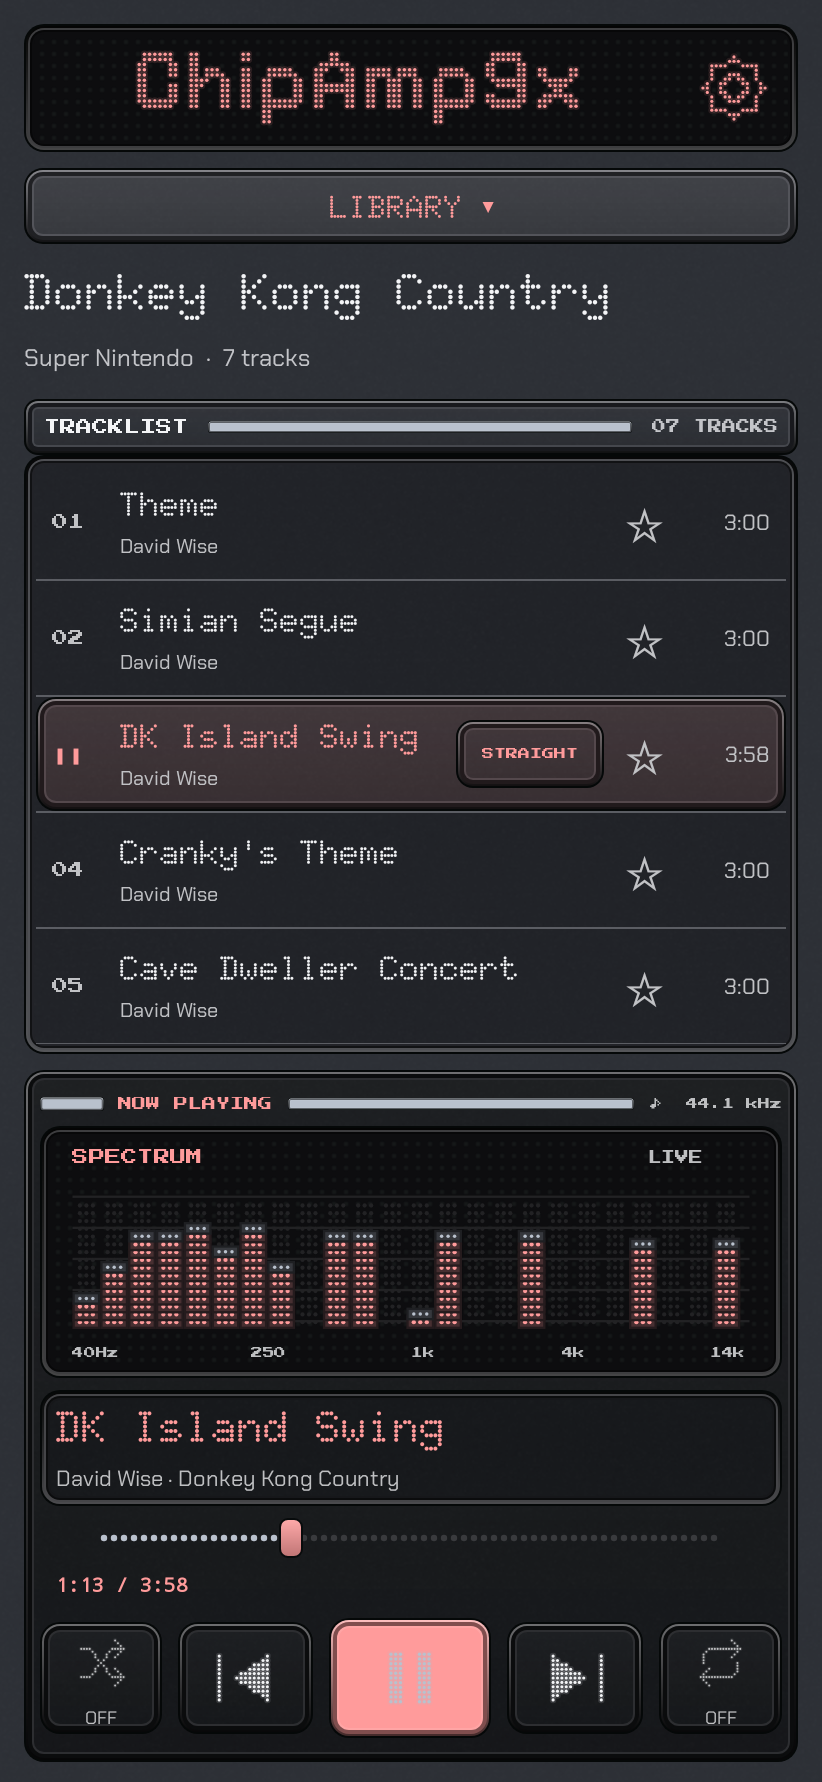 ChipAmp9x
LIBRARY ▼
Donkey Kong Country
Super Nintendo · 7 tracks
TRACKLIST 07 TRACKS
01 Theme 3:00
David Wise
02 Simian Segue 3:00
David Wise
DK Island Swing STRAIGHT 3:58
David Wise
04 Cranky's Theme 3:00
David Wise
05 Cave Dweller Concert 3:00
David Wise
NOW PLAYING ♪ 44.1 kHz
SPECTRUM LIVE
40Hz 250 1k 4k 14k
DK Island Swing
David Wise · Donkey Kong Country
1:13 / 3:58
OFF OFF